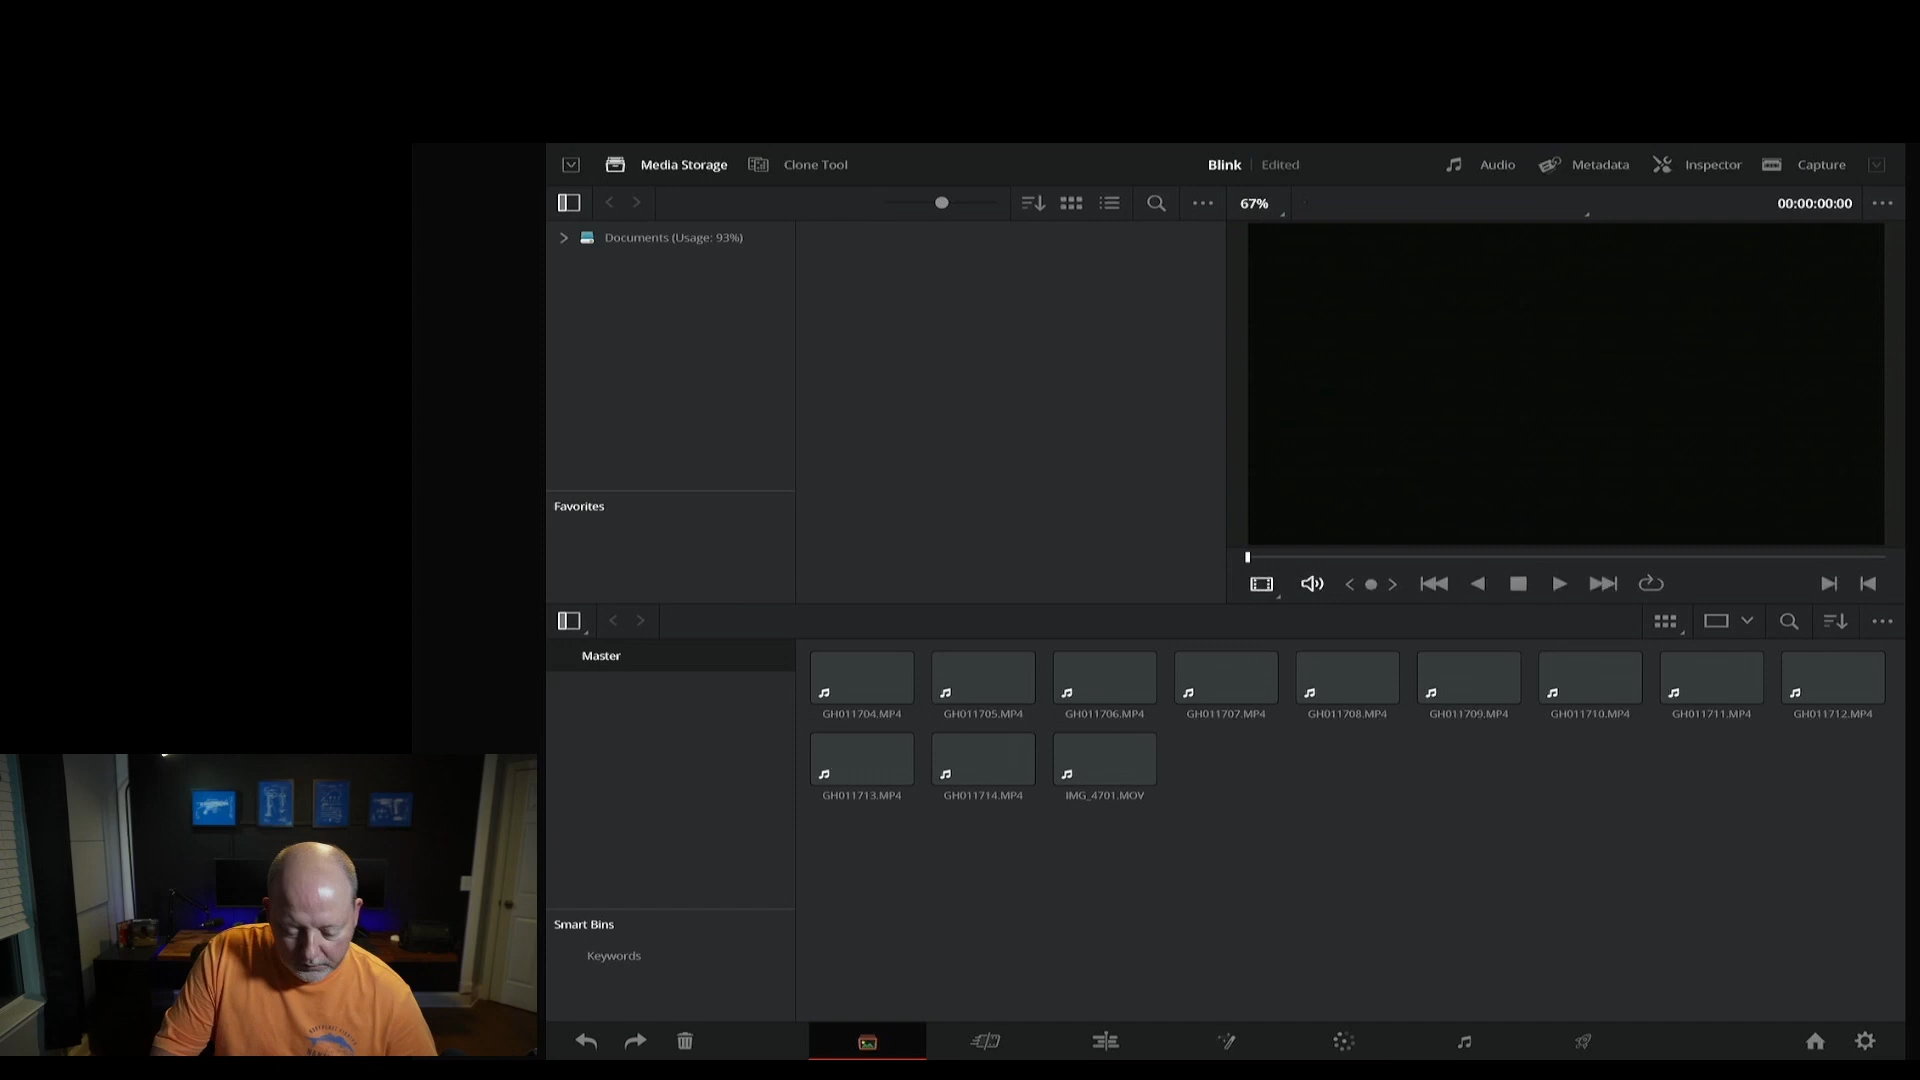 Media Storage
Clone Tool
Blink
Edited
Audio
Metadata
Inspector
Capture
67%
00:00:00:00
Documents (Usage: 93%)
Favorites
Master
GH011704.MP4
GH011705.MP4
GH011706.MP4
GH011707.MP4
GH011708.MP4
GH011709.MP4
GH011710.MP4
GH011711.MP4
GH011712.MP4
GH011713.MP4
GH011714.MP4
IMG_4701.MOV
Smart Bins
Keywords